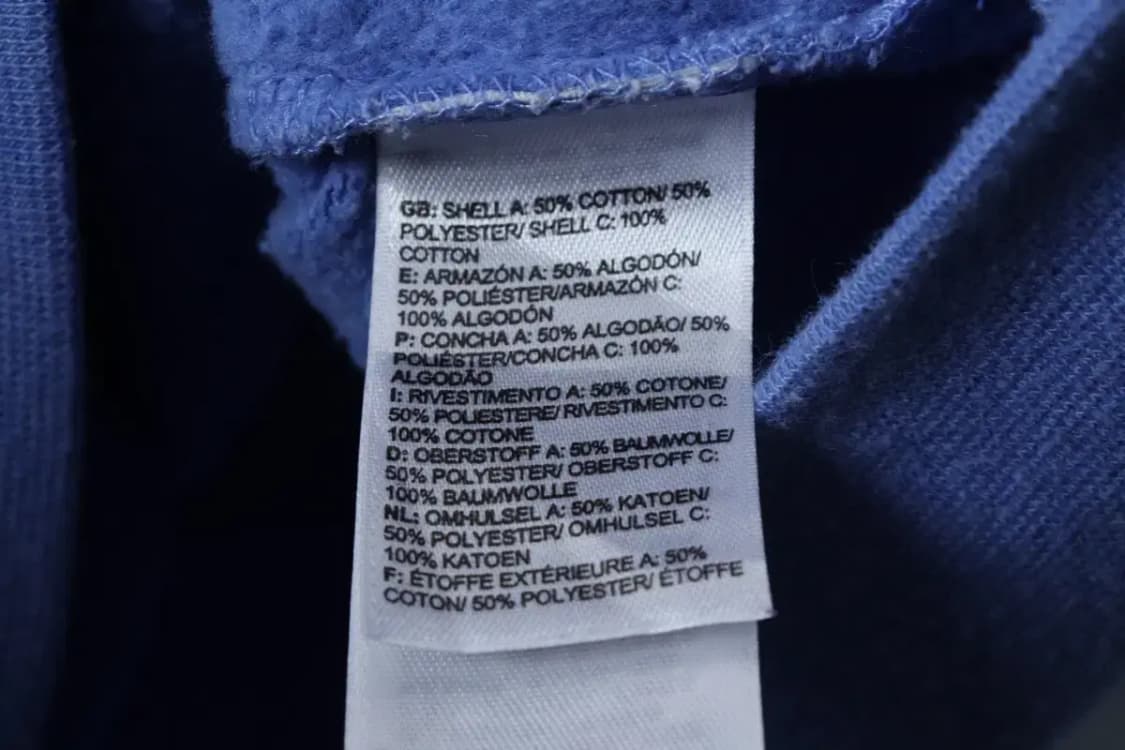 GB: SHELL A: 50% COTTON/ 50%
POLYESTER/ SHELL C: 100%
COTTON
E: ARMAZÓN A: 50% ALGODÓN/
50% POLIÉSTER/ARMAZÓN C:
100% ALGODÓN
P: CONCHA A: 50% ALGODÃO/ 50%
POLIÉSTER/CONCHA C: 100%
ALGODÃO
I: RIVESTIMENTO A: 50% COTONE/
50% POLIESTERE/ RIVESTIMENTO C:
100% COTONE
D: OBERSTOFF A: 50% BAUMWOLLE/
50% POLYESTER/ OBERSTOFF C:
100% BAUMWOLLE
NL: OMHULSEL A: 50% KATOEN/
50% POLYESTER/ OMHULSEL C:
100% KATOEN
F: ÉTOFFE EXTÉRIEURE A: 50%
COTON/ 50% POLYESTER/ ÉTOFFE